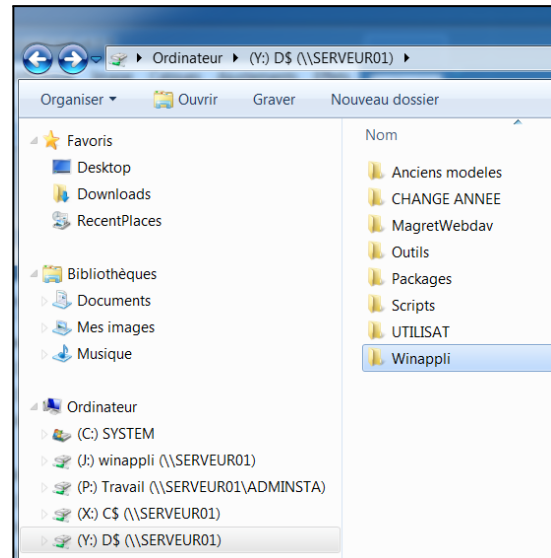 Ordinateur (Y:) D$ (\\SERVEUR01)
Organiser Ouvrir Graver Nouveau dossier
Favoris
Desktop
Downloads
RecentPlaces
Bibliothèques
Documents
Mes images
Musique
Ordinateur
(C:) SYSTEM
(J:) winappli (\\SERVEUR01)
(P:) Travail (\\SERVEUR01\ADMINSTA)
(X:) C$ (\\SERVEUR01)
(Y:) D$ (\\SERVEUR01)
Nom
Anciens modeles
CHANGE ANNEE
MagretWebdav
Outils
Packages
Scripts
UTILISAT
Winappli